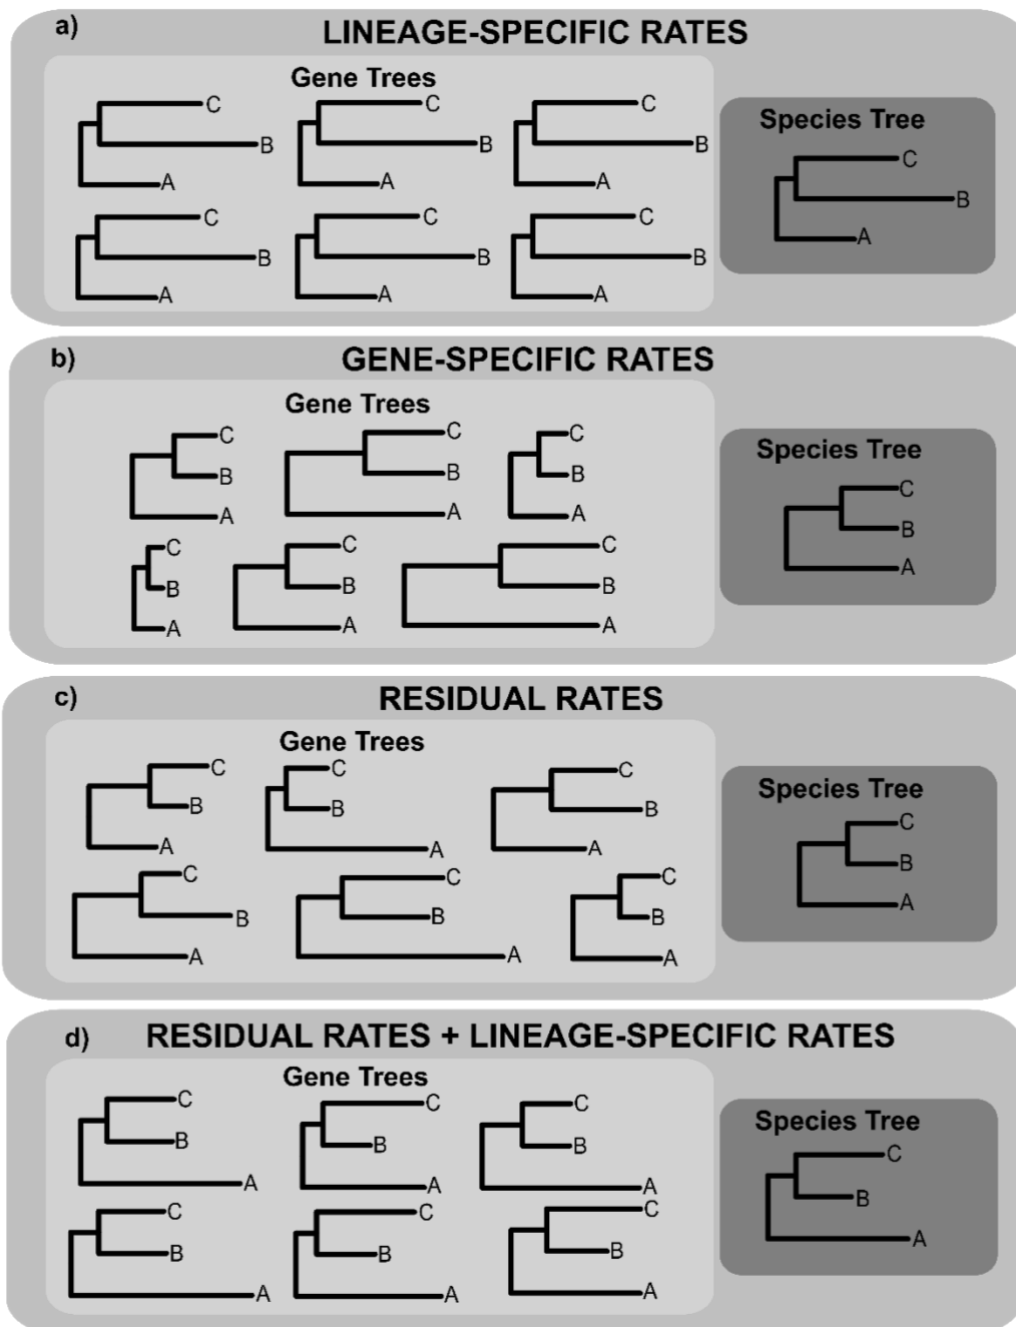 a) LINEAGE-SPECIFIC RATES
Gene Trees
C C C
B B B
A A A
C C C
B B B
A A A
Species Tree
C
B
A
b) GENE-SPECIFIC RATES
Gene Trees
C C C
B B B
A A A
C C C
B B B
A A A
Species Tree
C
B
A
c) RESIDUAL RATES
Gene Trees
C C C
B B B
A A A
C C C
B B B
A A A
Species Tree
C
B
A
d) RESIDUAL RATES + LINEAGE-SPECIFIC RATES
Gene Trees
C C C
B B B
A A A
C C C
B B B
A A A
Species Tree
C
B
A